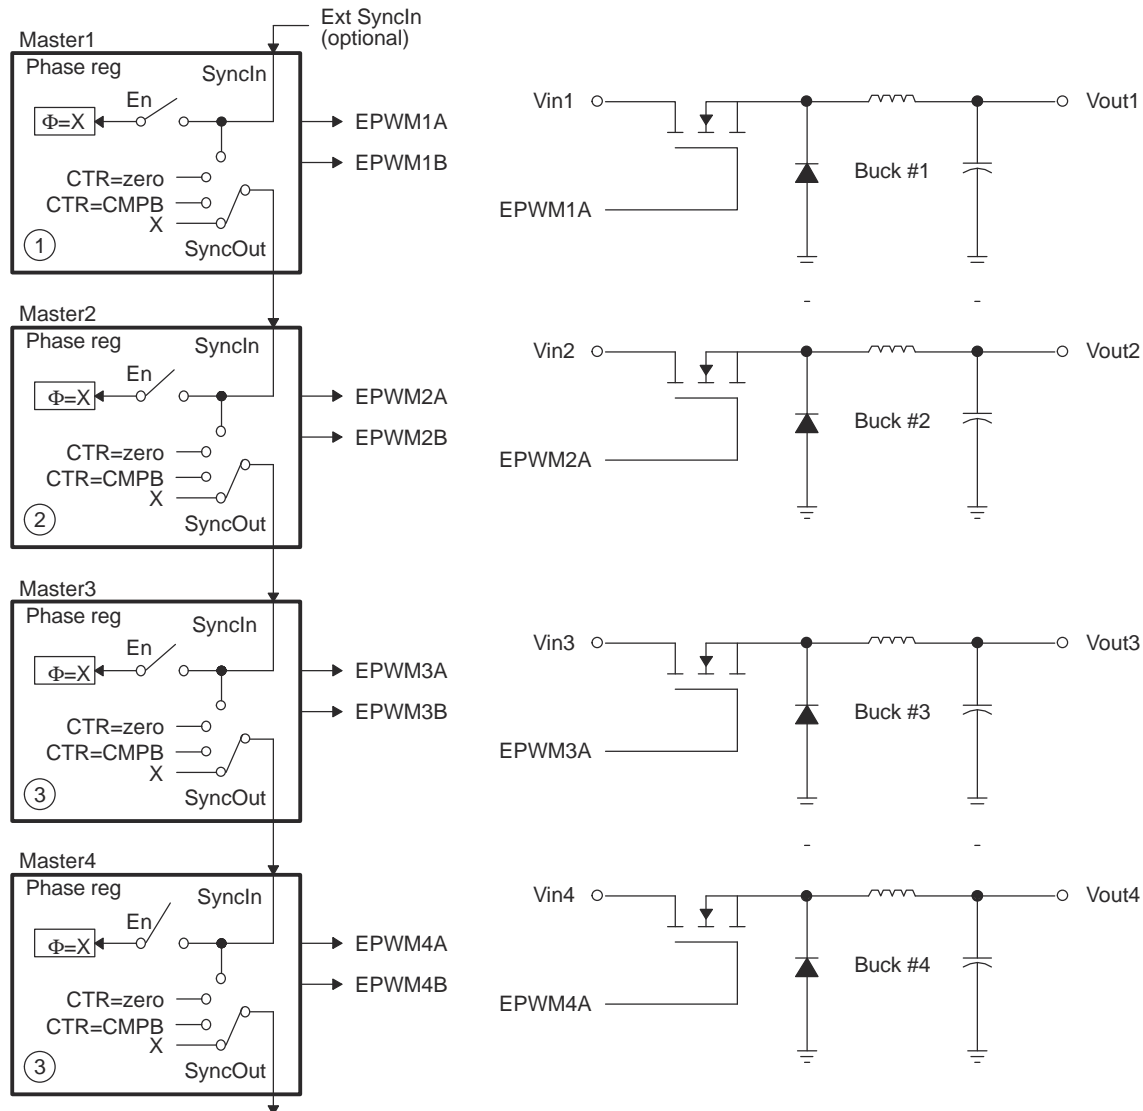 Ext SyncIn
(optional)
Master1
Phase reg
SyncIn
En
Φ=X
EPWM1A
EPWM1B
CTR=zero
CTR=CMPB
X
SyncOut
1
Vin1
Vout1
Buck #1
EPWM1A
Master2
Phase reg
SyncIn
En
Φ=X
EPWM2A
EPWM2B
CTR=zero
CTR=CMPB
X
SyncOut
2
Vin2
Vout2
Buck #2
EPWM2A
Master3
Phase reg
SyncIn
En
Φ=X
EPWM3A
EPWM3B
CTR=zero
CTR=CMPB
X
SyncOut
3
Vin3
Vout3
Buck #3
EPWM3A
Master4
Phase reg
SyncIn
En
Φ=X
EPWM4A
EPWM4B
CTR=zero
CTR=CMPB
X
SyncOut
3
Vin4
Vout4
Buck #4
EPWM4A